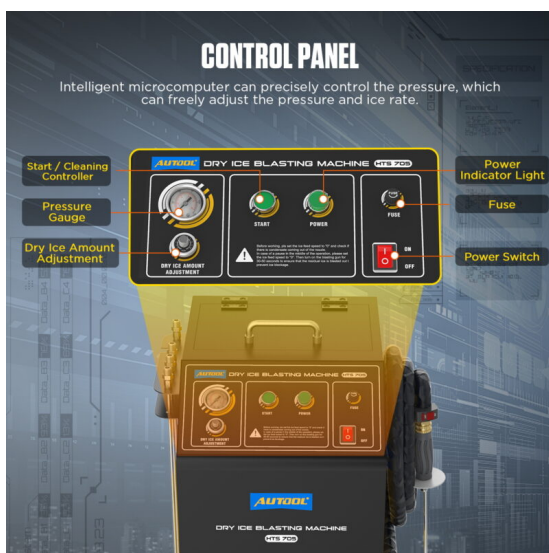 CONTROL PANEL
Intelligent microcomputer can precisely control the pressure, which
can freely adjust the pressure and ice rate.
SPECIFICATION
AUTOOL DRY ICE BLASTING MACHINE HTS 705
Start / Cleaning
Controller
Pressure
Gauge
Dry Ice Amount
Adjustment
Power
Indicator Light
Fuse
Power Switch
START
POWER
FUSE
DRY ICE AMOUNT
ADJUSTMENT
ON
OFF
AUTOOL DRY ICE BLASTING MACHINE HTS 705
START
POWER
FUSE
DRY ICE AMOUNT
ADJUSTMENT
ON
OFF
AUTOOL
DRY ICE BLASTING MACHINE
HTS 705